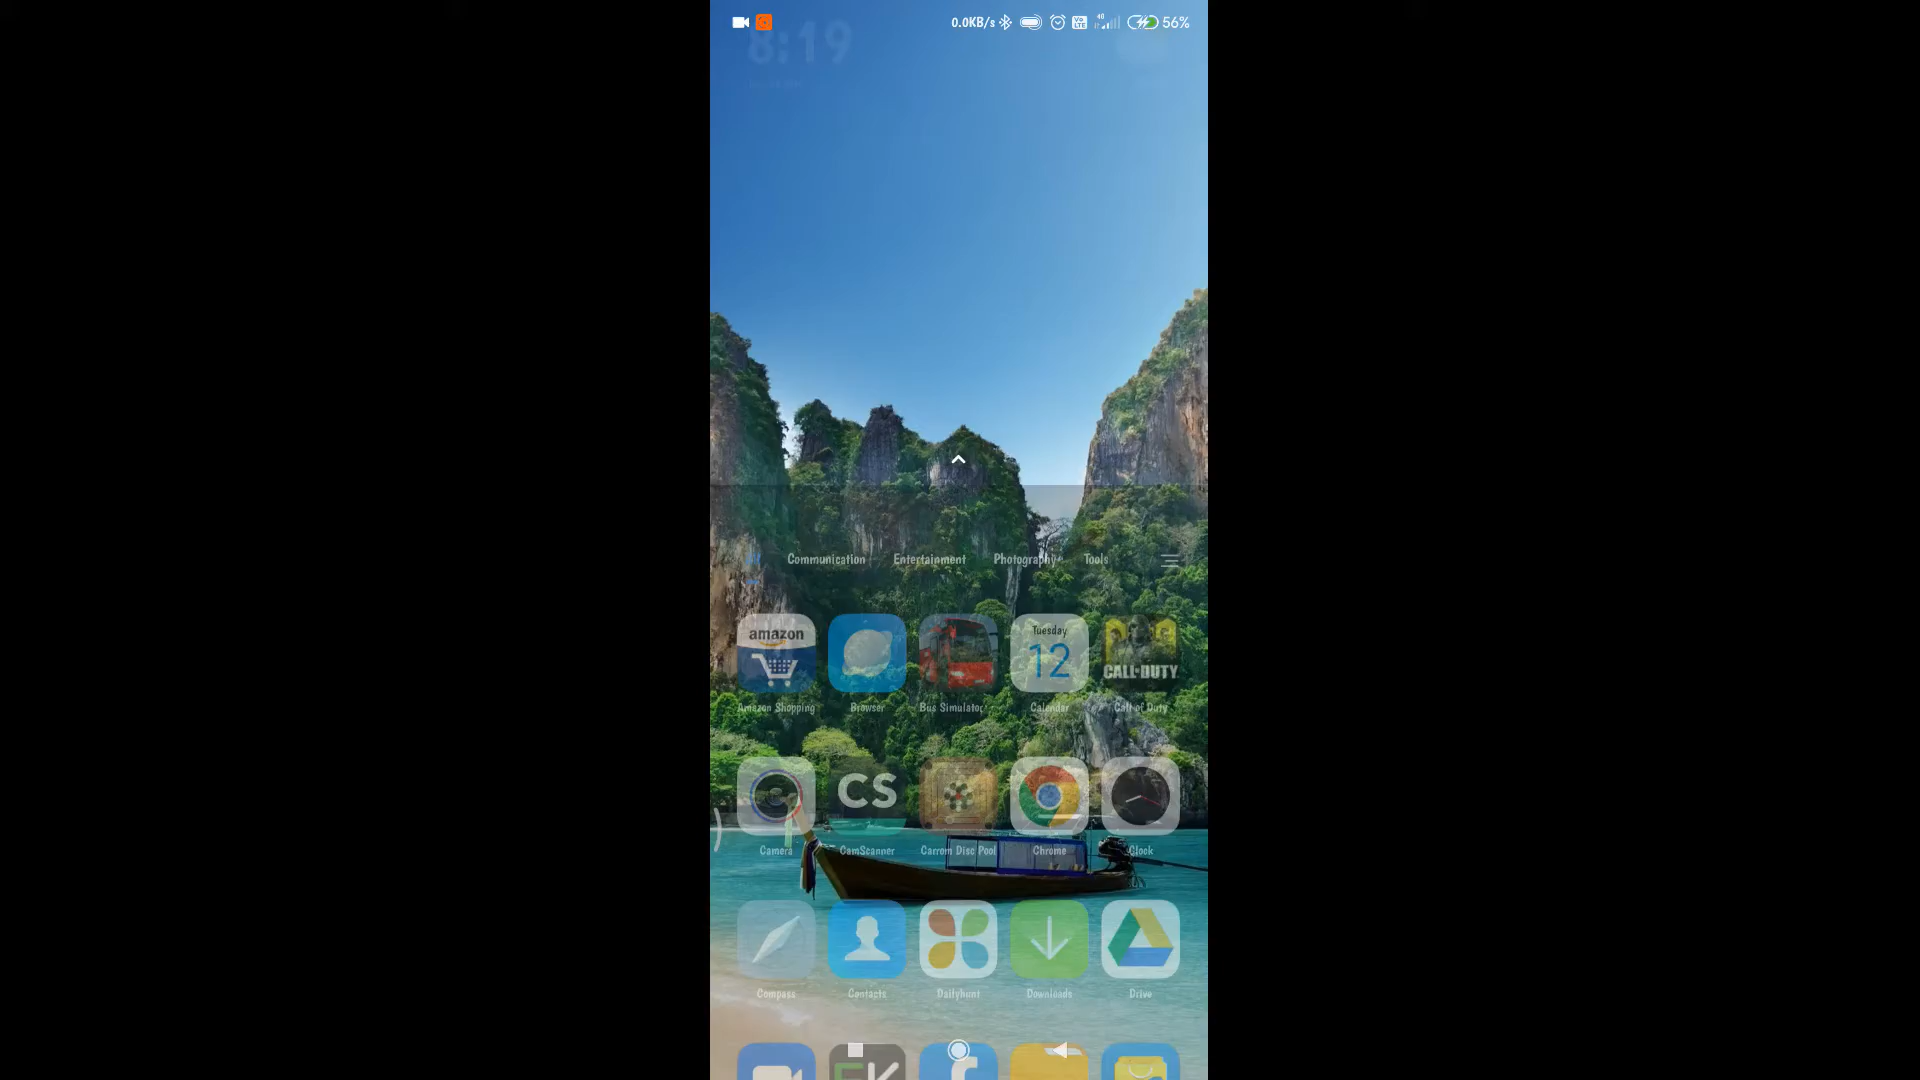 0.0KB/s 4G 56%
8:19
Communication Entertainment Photography Tools
amazon Tuesday
12 CALL OF DUTY
Amazon Shopping Browser Bus Simulator Calendar Call of Duty
CS
Camera CamScanner Carrom Disc Pool Chrome Clock
Compass Contacts Dailyhunt Downloads Drive